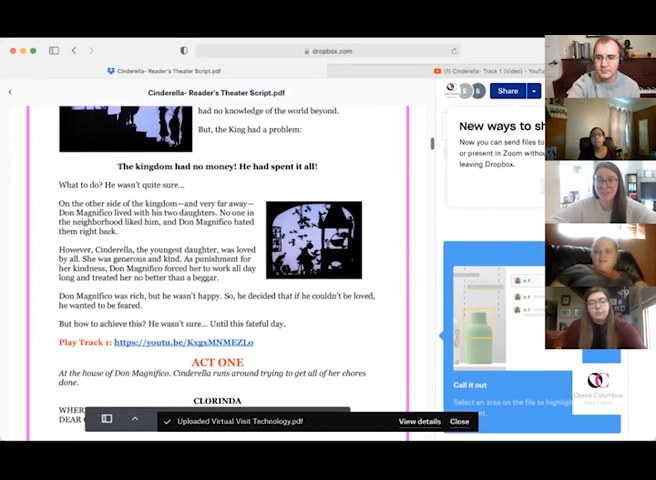 dropbox.com
Cinderella- Reader's Theater Script.pdf
(1) Cinderella- Track 1 (Video) - YouTu
Cinderella- Reader's Theater Script.pdf
E
S
Share
had no knowledge of the world beyond.
But, the King had a problem:
The kingdom had no money! He had spent it all!
What to do? He wasn't quite sure...
On the other side of the kingdom—and very far away—
Don Magnifico lived with his two daughters. No one in
the neighborhood liked him, and Don Magnifico hated
them right back.
However, Cinderella, the youngest daughter, was loved
by all. She was generous and kind. As punishment for
her kindness, Don Magnifico forced her to work all day
long and treated her no better than a beggar.
Don Magnifico was rich, but he wasn't happy. So, he decided that if he couldn't be loved,
he wanted to be feared.
But how to achieve this? He wasn't sure... Until this fateful day.
Play Track 1: https://youtu.be/KxgxMNMEZLo
ACT ONE
At the house of Don Magnifico. Cinderella runs around trying to get all of her chores
done.
CLORINDA
WHER
DEAR
Uploaded Virtual Visit Technology.pdf
View details
Close
New ways to sh
Now you can send files to
or present in Zoom withou
leaving Dropbox.
Call it out
Select an area on the file to highligh
Opera Columbus